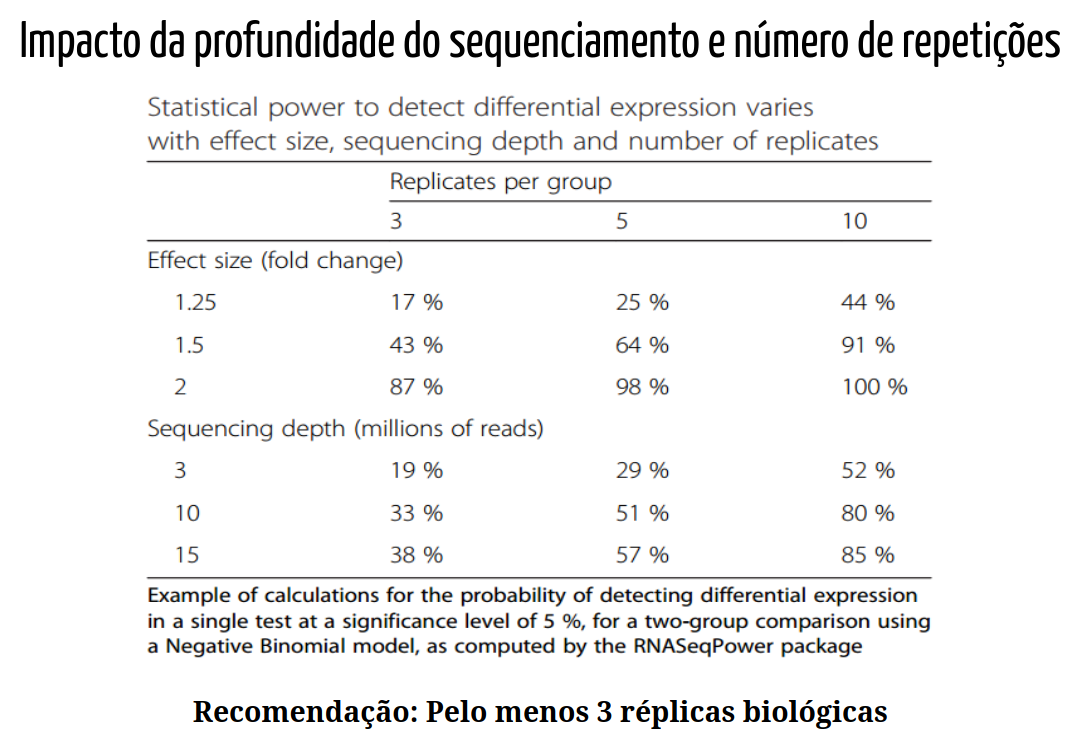 Impacto da profundidade do sequenciamento e número de repetições
Statistical power to detect differential expression varies
with effect size, sequencing depth and number of replicates
Replicates per group
3 5 10
Effect size (fold change)
1.25 17 % 25 % 44 %
1.5 43 % 64 % 91 %
2 87 % 98 % 100 %
Sequencing depth (millions of reads)
3 19 % 29 % 52 %
10 33 % 51 % 80 %
15 38 % 57 % 85 %
Example of calculations for the probability of detecting differential expression
in a single test at a significance level of 5 %, for a two-group comparison using
a Negative Binomial model, as computed by the RNASeqPower package
Recomendação: Pelo menos 3 réplicas biológicas